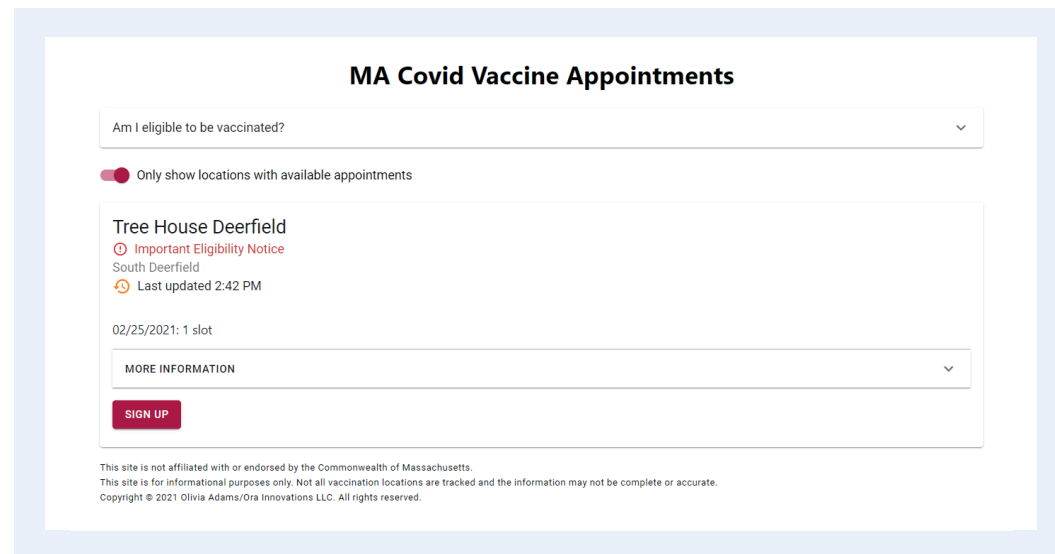 MA Covid Vaccine Appointments
Am I eligible to be vaccinated?
Only show locations with available appointments
Tree House Deerfield
Important Eligibility Notice
South Deerfield
Last updated 2:42 PM
02/25/2021: 1 slot
MORE INFORMATION
SIGN UP
This site is not affiliated with or endorsed by the Commonwealth of Massachusetts.
This site is for informational purposes only. Not all vaccination locations are tracked and the information may not be complete or accurate.
Copyright © 2021 Olivia Adams/Ora Innovations LLC. All rights reserved.